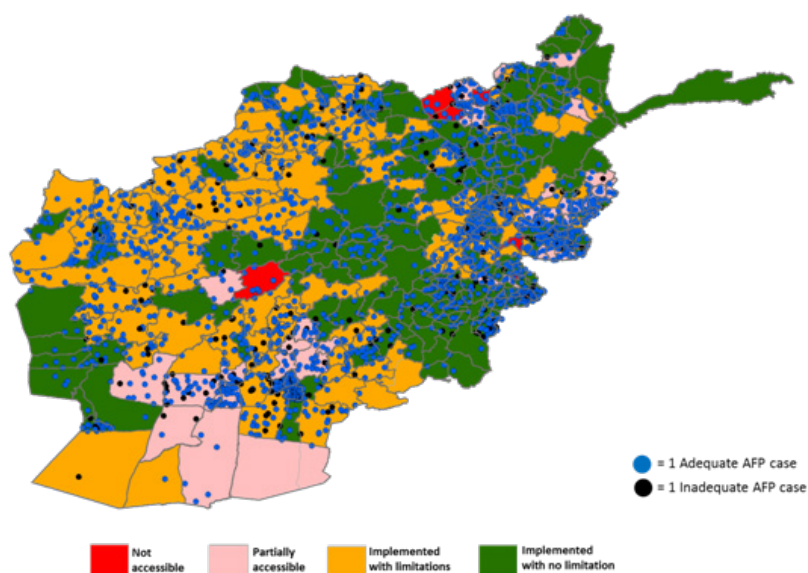 = 1 Adequate AFP case
= 1 Inadequate AFP case
Not
accessible
Partially
accessible
Implemented
with limitations
Implemented
with no limitation